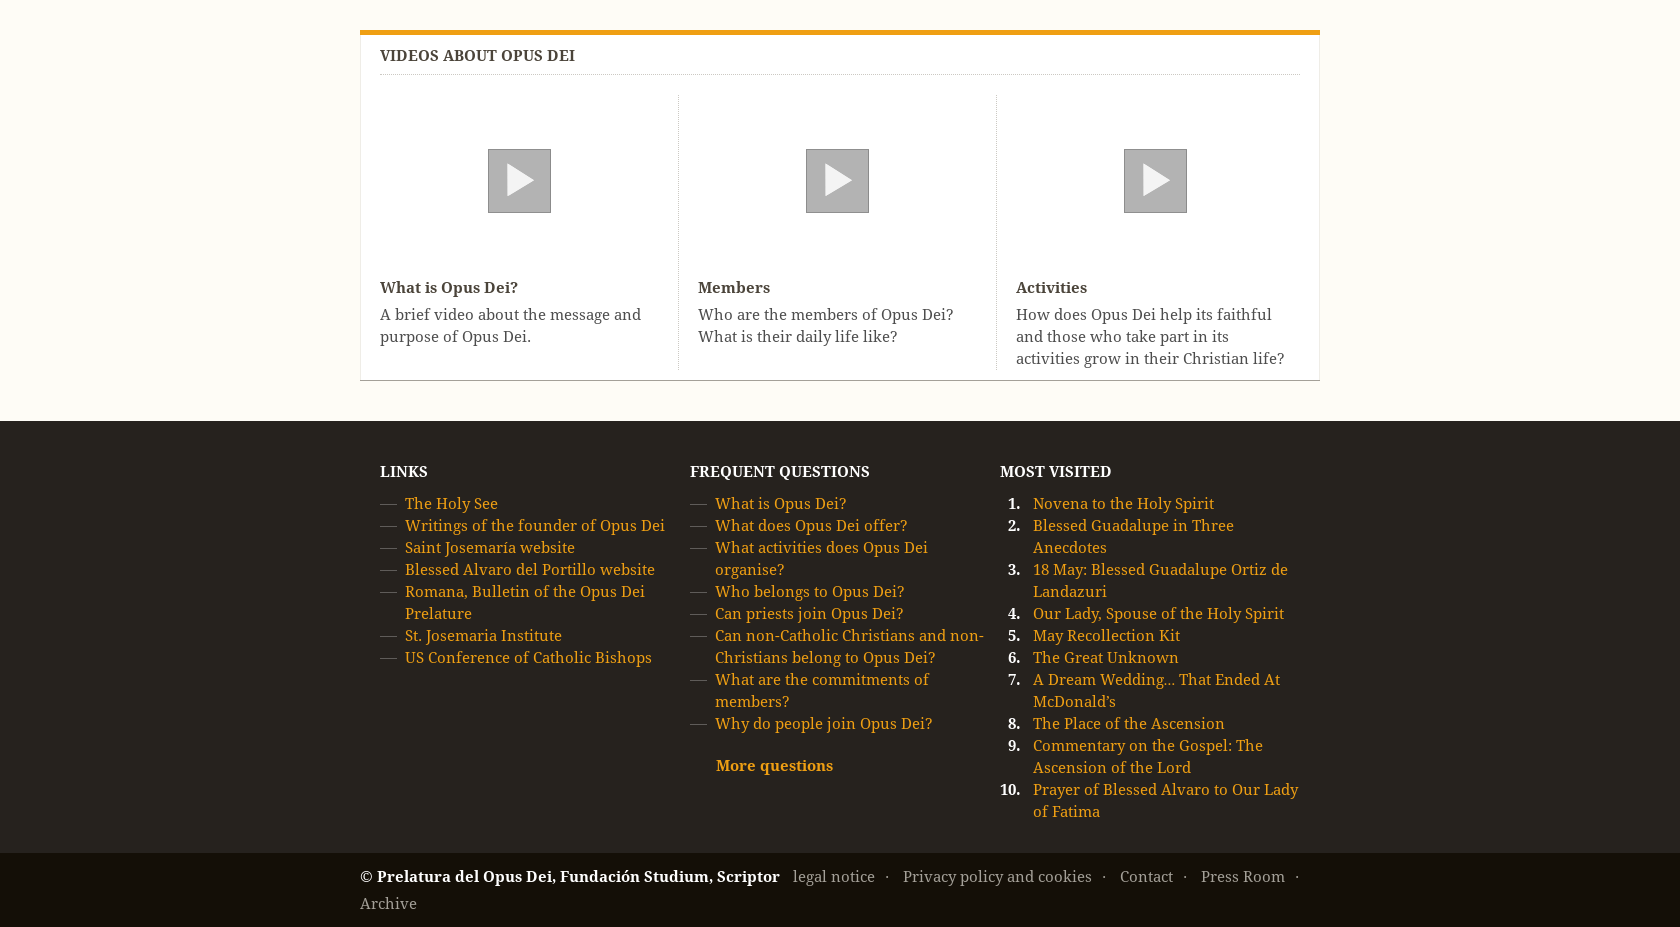 VIDEOS ABOUT OPUS DEI
What is Opus Dei?
A brief video about the message and
purpose of Opus Dei.
Members
Who are the members of Opus Dei?
What is their daily life like?
Activities
How does Opus Dei help its faithful
and those who take part in its
activities grow in their Christian life?
LINKS
— The Holy See
— Writings of the founder of Opus Dei
— Saint Josemaría website
— Blessed Alvaro del Portillo website
— Romana, Bulletin of the Opus Dei
Prelature
— St. Josemaria Institute
— US Conference of Catholic Bishops
FREQUENT QUESTIONS
— What is Opus Dei?
— What does Opus Dei offer?
— What activities does Opus Dei
organise?
— Who belongs to Opus Dei?
— Can priests join Opus Dei?
— Can non-Catholic Christians and non-
Christians belong to Opus Dei?
— What are the commitments of
members?
— Why do people join Opus Dei?
More questions
MOST VISITED
1. Novena to the Holy Spirit
2. Blessed Guadalupe in Three
Anecdotes
3. 18 May: Blessed Guadalupe Ortiz de
Landazuri
4. Our Lady, Spouse of the Holy Spirit
5. May Recollection Kit
6. The Great Unknown
7. A Dream Wedding... That Ended At
McDonald’s
8. The Place of the Ascension
9. Commentary on the Gospel: The
Ascension of the Lord
10. Prayer of Blessed Alvaro to Our Lady
of Fatima
© Prelatura del Opus Dei, Fundación Studium, Scriptor legal notice · Privacy policy and cookies · Contact · Press Room ·
Archive